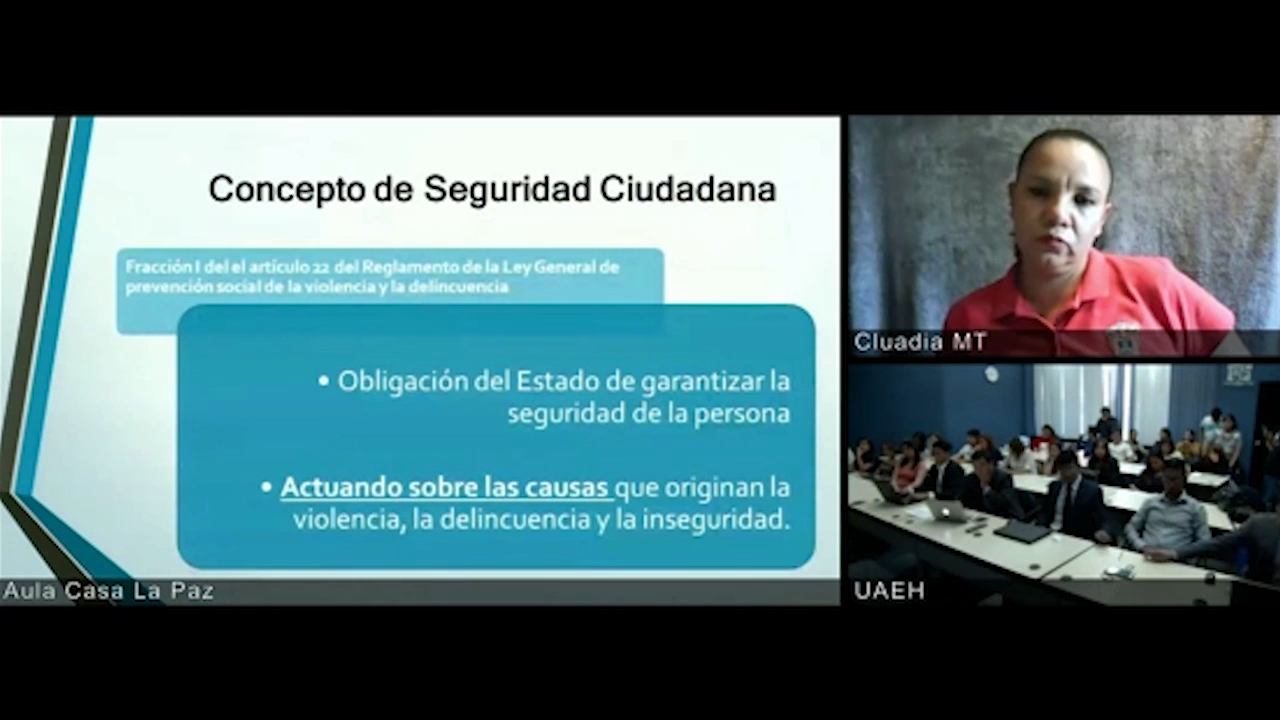 Concepto de Seguridad Ciudadana
Fracción I del el artículo 22 del Reglamento de la Ley General de
prevención social de la violencia y la delincuencia
• Obligación del Estado de garantizar la
seguridad de la persona
• Actuando sobre las causas que originan la
violencia, la delincuencia y la inseguridad.
Aula Casa La Paz
Cluadia MT
UAEH